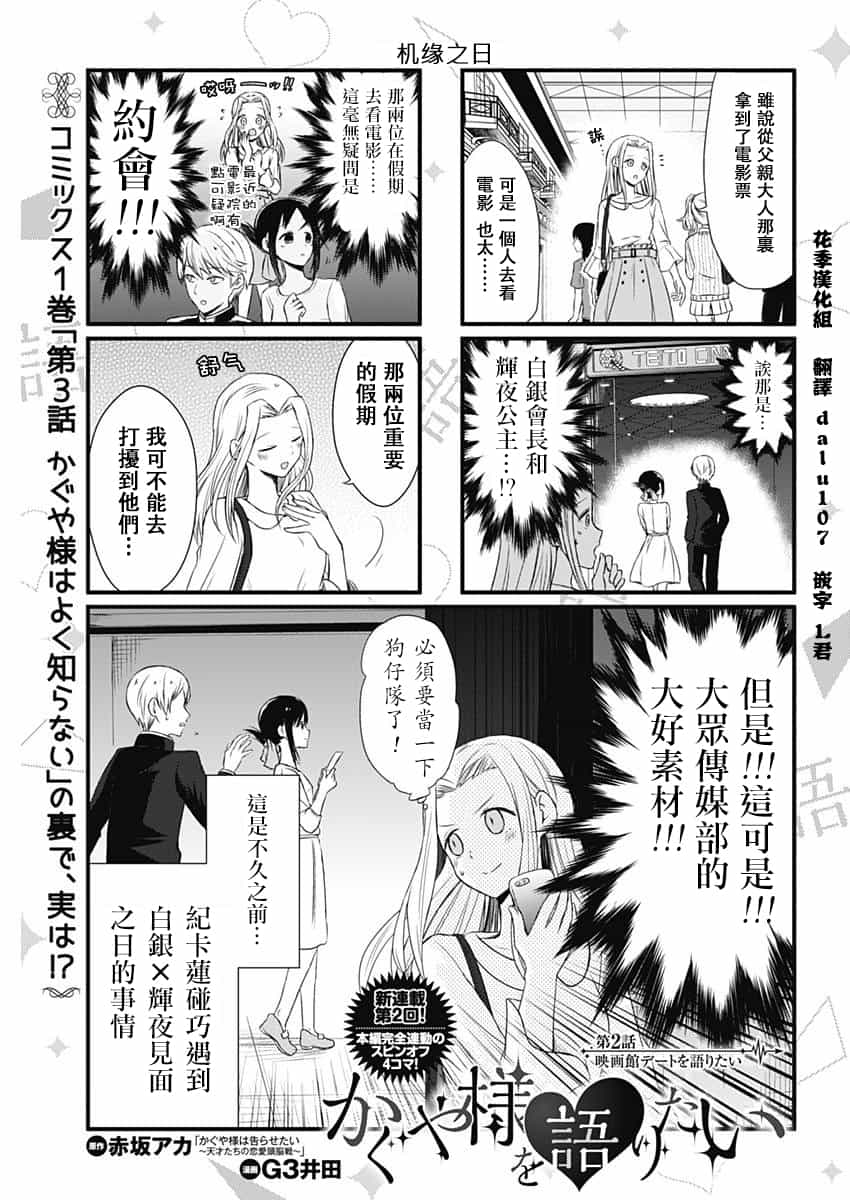 机缘之日
雖說從父親大人那裏
拿到了電影票
誒
可是一個人去看
電影 也太……
TEITO CIN
誒那是…
白銀會長和
輝夜公主…!?
那兩位在假期
去看電影……
這毫無疑問是
約會!!!
哎呀——ッ!!
最近的
電影院有
點可疑啊
那兩位重要
的假期
舒气
我可不能去
打擾到他們…
但是!!!這可是!!!
大眾傳媒部的
大好素材!!!
必須要當一下
狗仔隊了!
這是不久之前…
紀卡蓮碰巧遇到
白銀×輝夜見面
之日的事情
新連載
第2回!
本編完全連動の
スピンオフ
4コマ!
第2話
映画館デートを語りたい
かぐや様を語りたい
原作 赤坂アカ「かぐや様は告らせたい
～天才たちの恋愛頭脳戦～」
漫画 G3井田
コミックス1巻「第3話 かぐや様はよく知らない」の裏で、実は!?
花季漢化組 翻譯 dalu107 嵌字 L君
語
語
語